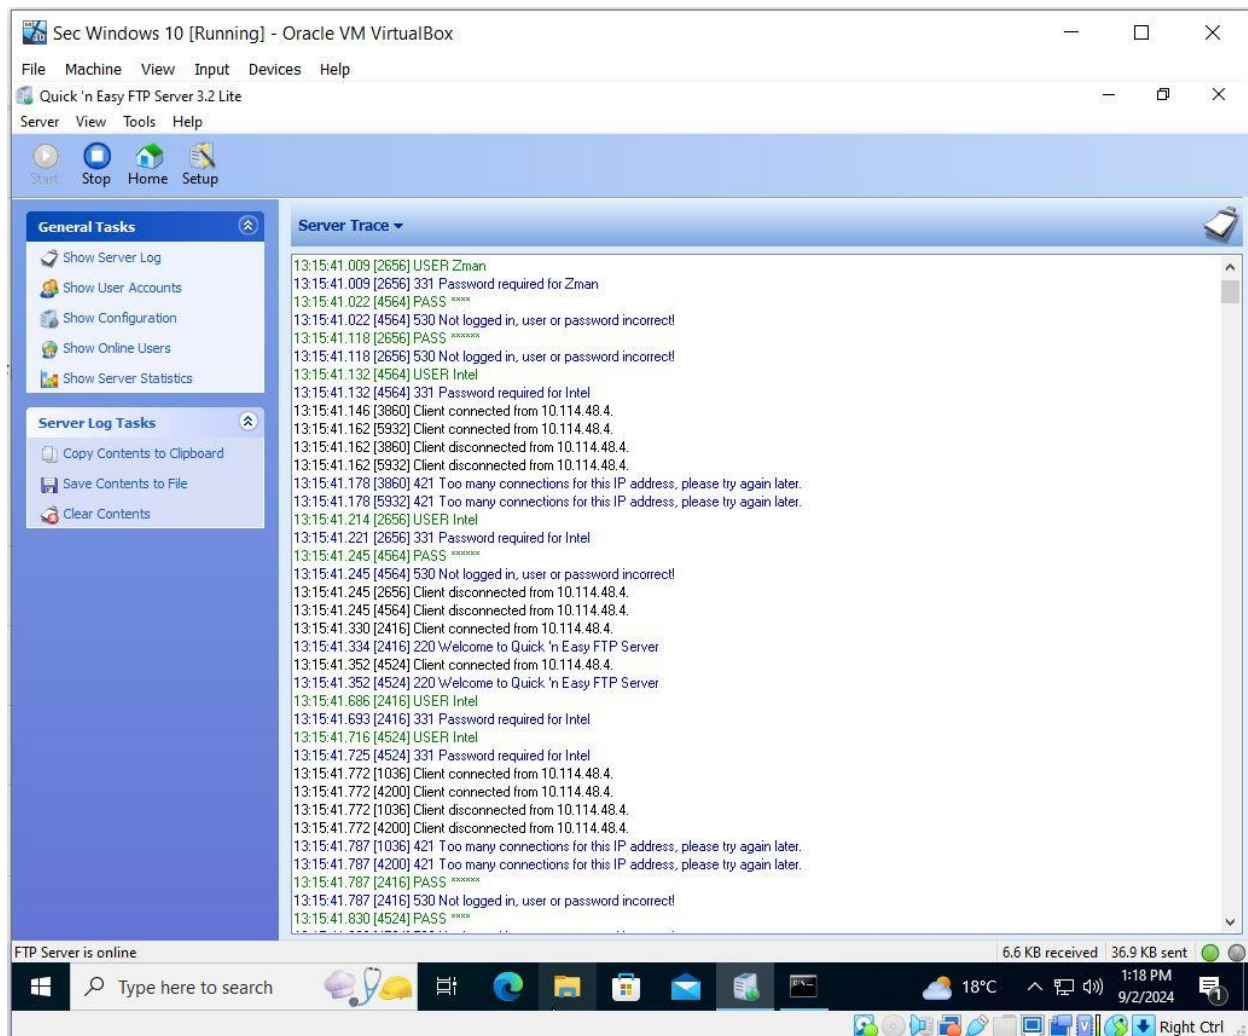 Sec Windows 10 [Running] - Oracle VM VirtualBox
File Machine View Input Devices Help
Quick 'n Easy FTP Server 3.2 Lite
Server View Tools Help
Start Stop Home Setup
General Tasks
Show Server Log
Show User Accounts
Show Configuration
Show Online Users
Show Server Statistics
Server Log Tasks
Copy Contents to Clipboard
Save Contents to File
Clear Contents
Server Trace
13:15:41.009 [2656] USER Zman
13:15:41.009 [2656] 331 Password required for Zman
13:15:41.022 [4564] PASS ****
13:15:41.022 [4564] 530 Not logged in, user or password incorrect!
13:15:41.118 [2656] PASS ******
13:15:41.118 [2656] 530 Not logged in, user or password incorrect!
13:15:41.132 [4564] USER Intel
13:15:41.132 [4564] 331 Password required for Intel
13:15:41.146 [3860] Client connected from 10.114.48.4.
13:15:41.162 [5932] Client connected from 10.114.48.4.
13:15:41.162 [3860] Client disconnected from 10.114.48.4.
13:15:41.162 [5932] Client disconnected from 10.114.48.4.
13:15:41.178 [3860] 421 Too many connections for this IP address, please try again later.
13:15:41.178 [5932] 421 Too many connections for this IP address, please try again later.
13:15:41.214 [2656] USER Intel
13:15:41.221 [2656] 331 Password required for Intel
13:15:41.245 [4564] PASS ******
13:15:41.245 [4564] 530 Not logged in, user or password incorrect!
13:15:41.245 [2656] Client disconnected from 10.114.48.4.
13:15:41.245 [4564] Client disconnected from 10.114.48.4.
13:15:41.330 [2416] Client connected from 10.114.48.4.
13:15:41.334 [2416] 220 Welcome to Quick 'n Easy FTP Server
13:15:41.352 [4524] Client connected from 10.114.48.4.
13:15:41.352 [4524] 220 Welcome to Quick 'n Easy FTP Server
13:15:41.686 [2416] USER Intel
13:15:41.693 [2416] 331 Password required for Intel
13:15:41.716 [4524] USER Intel
13:15:41.725 [4524] 331 Password required for Intel
13:15:41.772 [1036] Client connected from 10.114.48.4.
13:15:41.772 [4200] Client connected from 10.114.48.4.
13:15:41.772 [1036] Client disconnected from 10.114.48.4.
13:15:41.772 [4200] Client disconnected from 10.114.48.4.
13:15:41.787 [1036] 421 Too many connections for this IP address, please try again later.
13:15:41.787 [4200] 421 Too many connections for this IP address, please try again later.
13:15:41.787 [2416] PASS ******
13:15:41.787 [2416] 530 Not logged in, user or password incorrect!
13:15:41.830 [4524] PASS ****
FTP Server is online 6.6 KB received 36.9 KB sent
Type here to search
18°C
1:18 PM
9/2/2024
1
Right Ctrl